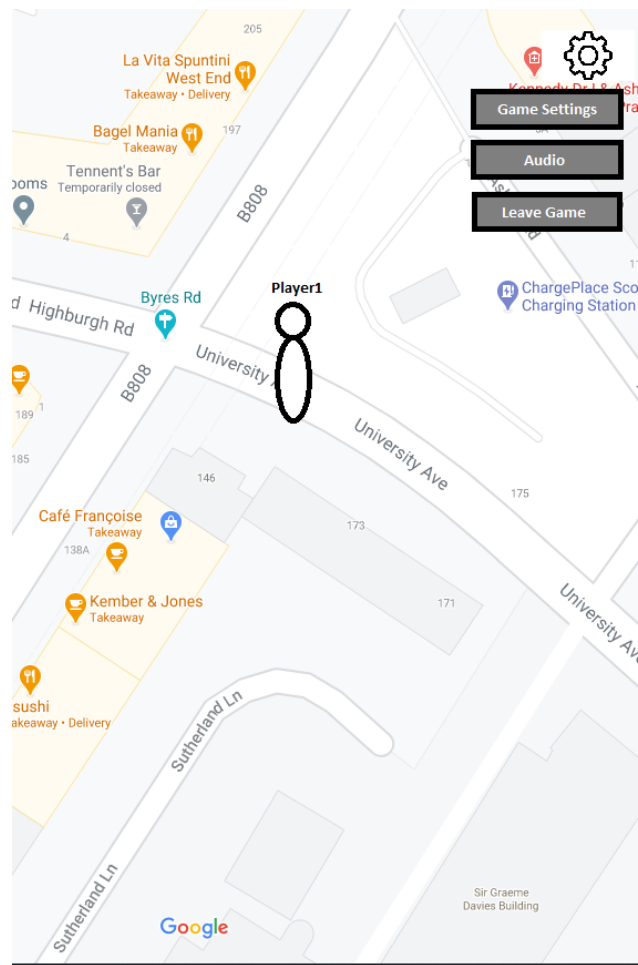 205
La Vita Spuntini
West End
Takeaway • Delivery
Bagel Mania
Takeaway
197
Tennent's Bar
Temporarily closed
ooms
4
B808
Game Settings
Audio
Leave Game
ChargePlace Sco
Charging Station
Player1
Byres Rd
d Highburgh Rd
University
B808
University Ave
189
1
185
146
175
Café Françoise
Takeaway
138A
173
Kember & Jones
Takeaway
171
University Ave
sushi
akeaway • Delivery
Sutherland Ln
Sir Graeme
Davies Building
Sutherland Ln
Google